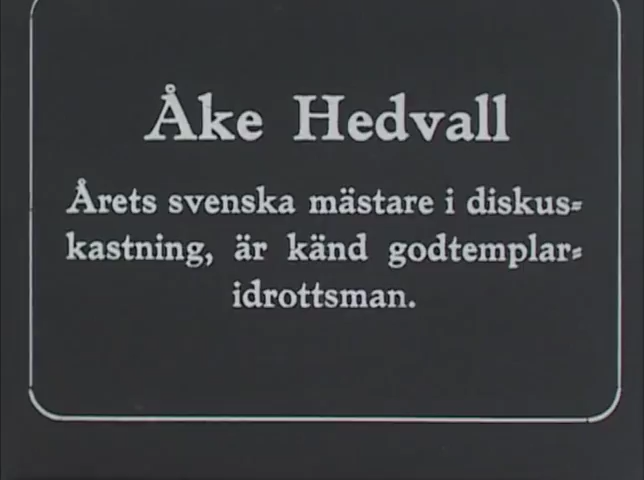 Åke Hedvall
Årets svenska mästare i diskus=
kastning, är känd godtemplar=
idrottsman.